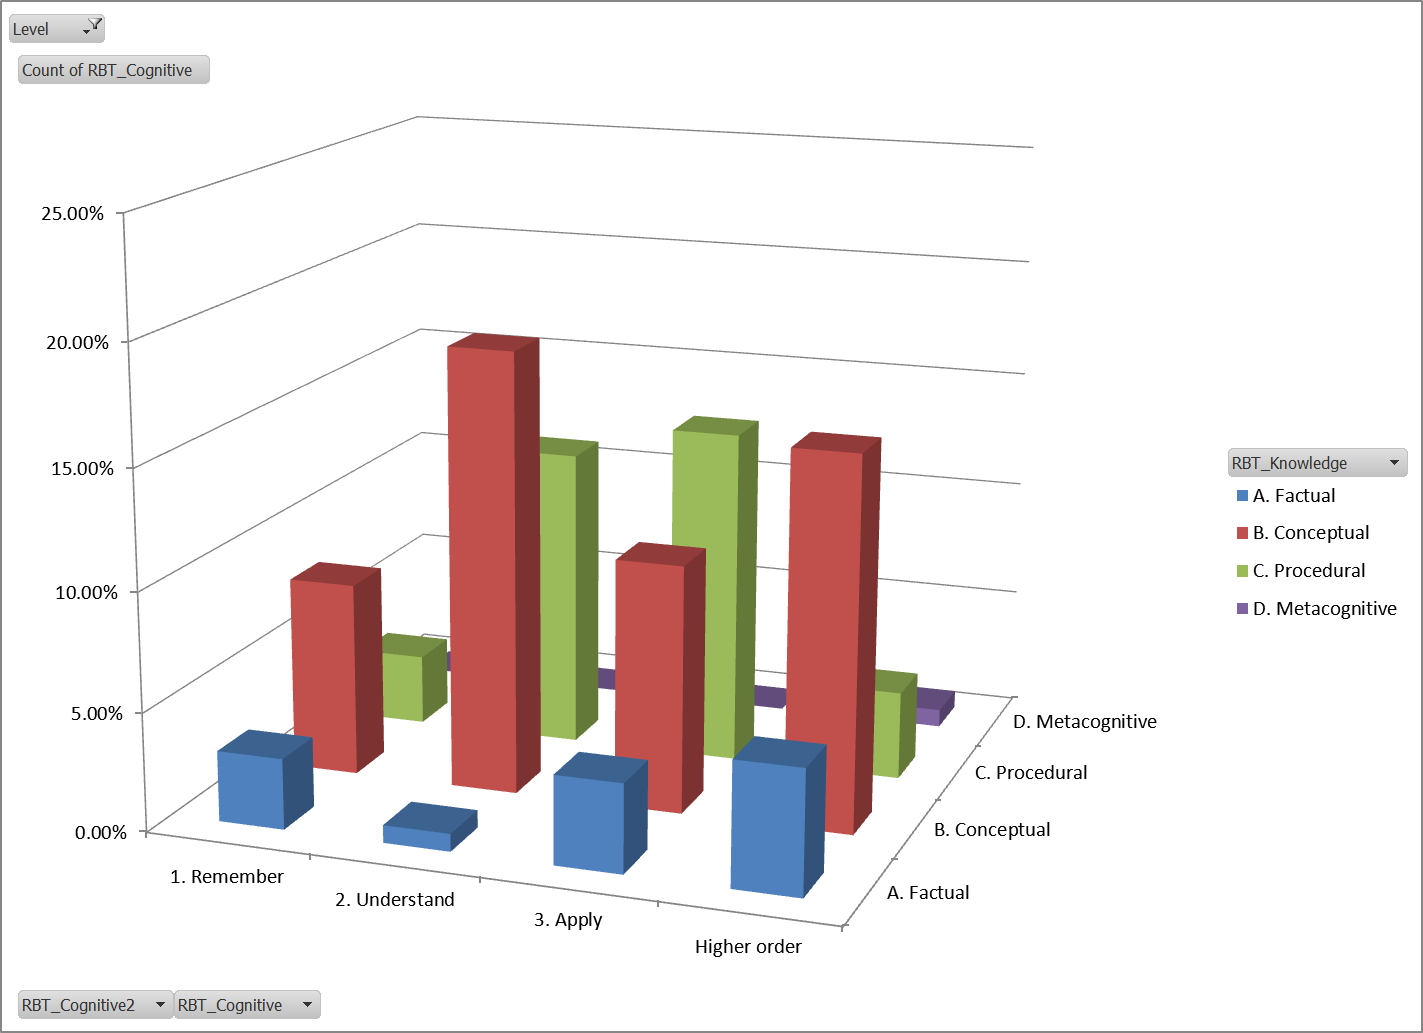 Level
Count of RBT_Cognitive
25.00%
20.00%
15.00%
10.00%
5.00%
0.00%
1. Remember
2. Understand
3. Apply
Higher order
A. Factual
B. Conceptual
C. Procedural
D. Metacognitive
RBT_Knowledge
A. Factual
B. Conceptual
C. Procedural
D. Metacognitive
RBT_Cognitive2
RBT_Cognitive